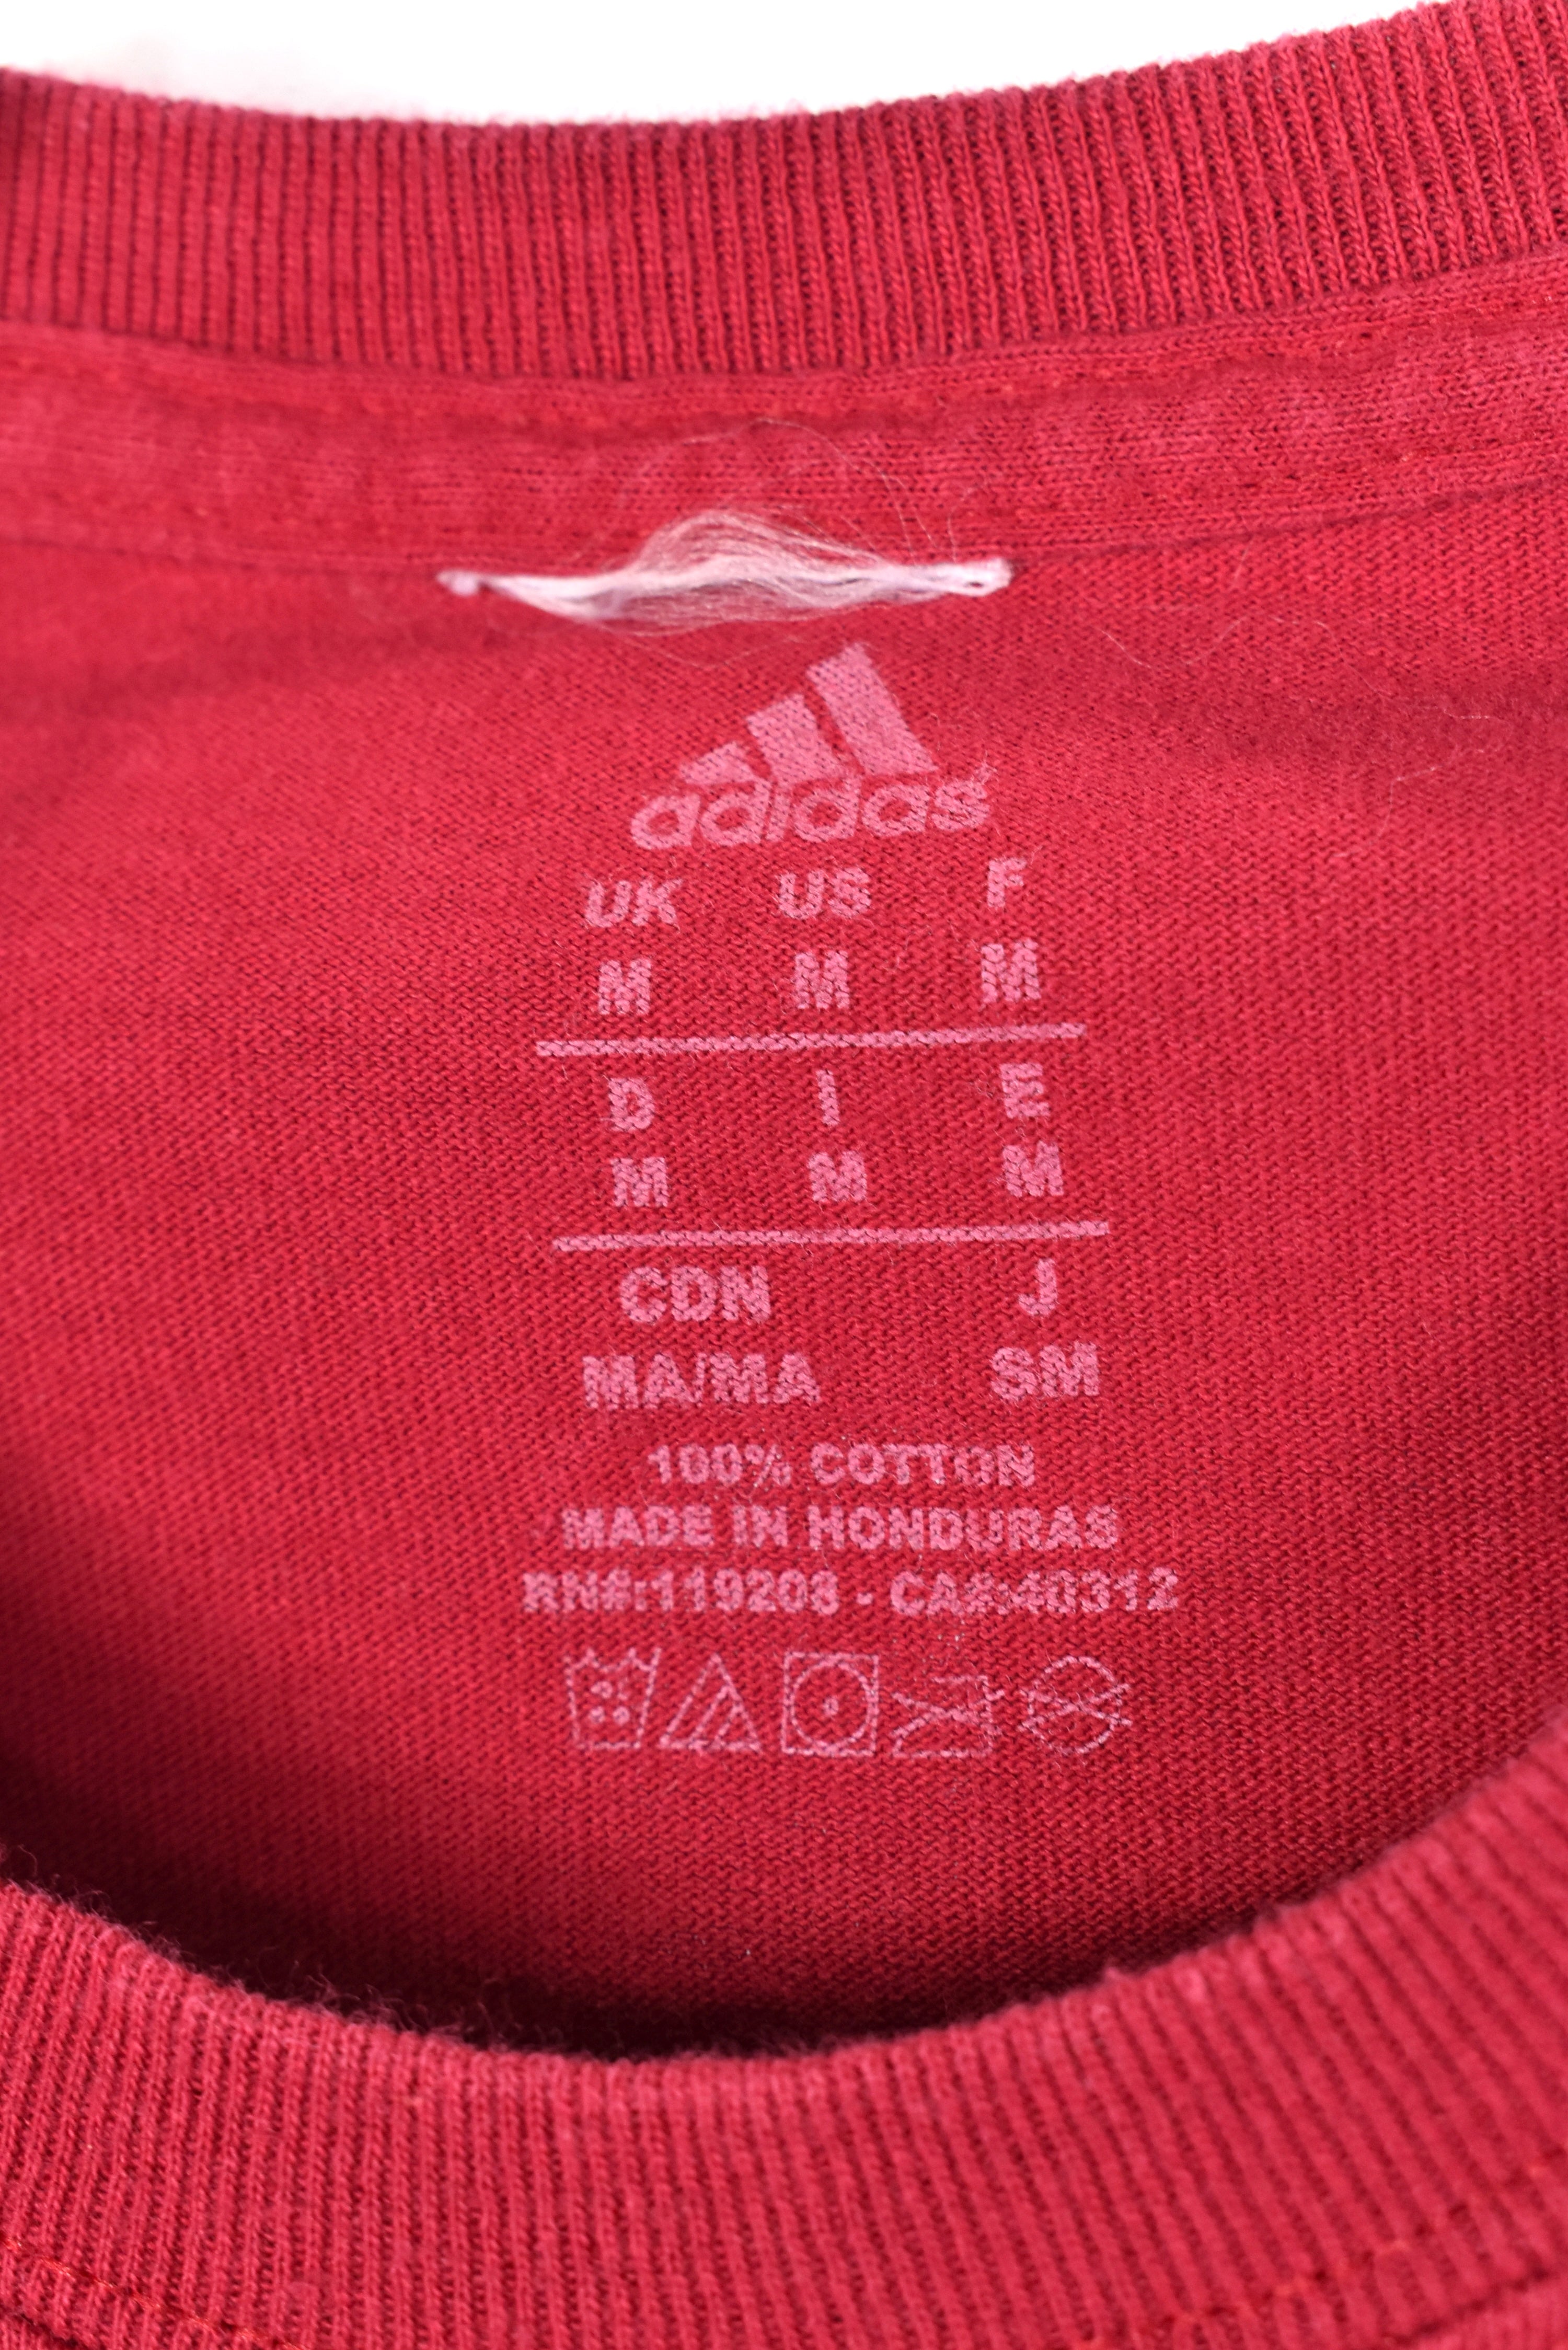 adidas
UK US F
M M M
D I E
M M M
CDN J
MA/MA SM
100% COTTON
MADE IN HONDURAS
RN#:119208 - CA#:40312